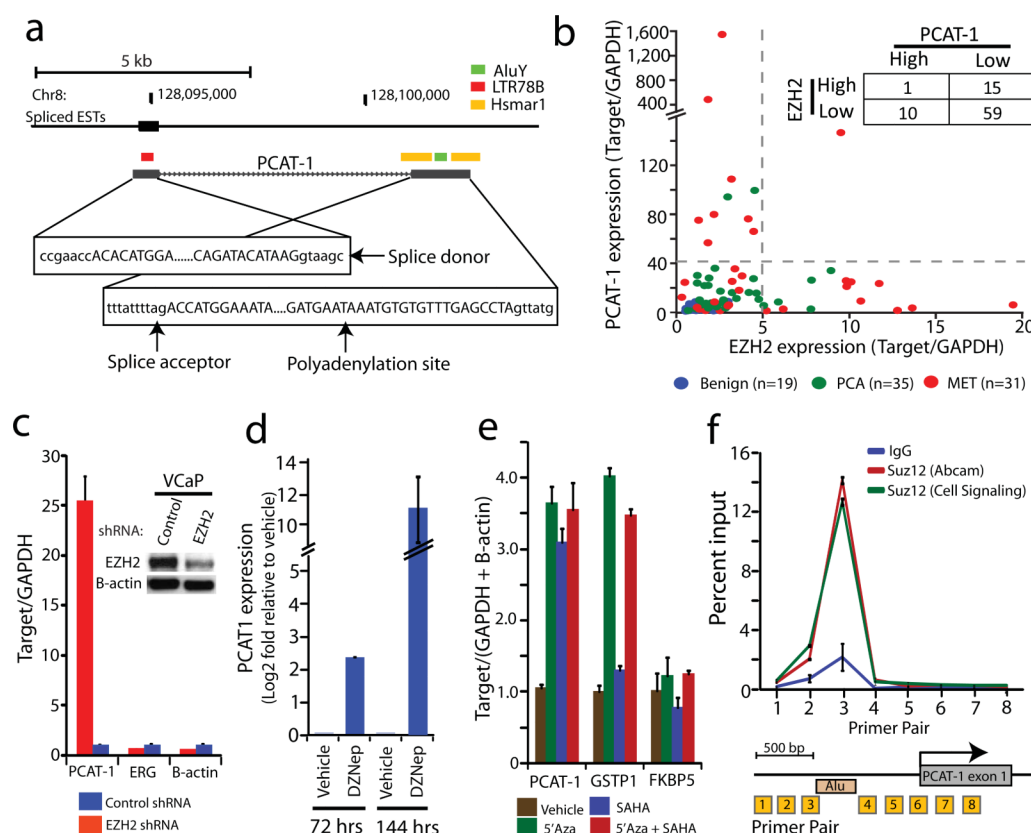 a
5 kb
AluY
LTR78B
Hsmar1
Chr8:
128,095,000
128,100,000
Spliced ESTs
PCAT-1
ccgaaccACACATGGA......CAGATACATAAGgtaagc
Splice donor
tttattttagACCATGGAAATA....GATGAATAAATGTGTGTTTGAGCCTAgttatg
Splice acceptor
Polyadenylation site
b
PCAT-1 expression (Target/GAPDH)
1,600
1,200
800
400
120
80
40
0
0 5 10 15 20
EZH2 expression (Target/GAPDH)
PCAT-1
High Low
EZH2
High 1 15
Low 10 59
Benign (n=19) PCA (n=35) MET (n=31)
c
Target/GAPDH
30
25
20
15
10
5
0
VCaP
shRNA: Control EZH2
EZH2
B-actin
PCAT-1 ERG B-actin
Control shRNA
EZH2 shRNA
d
PCAT1 expression
(Log2 fold relative to vehicle)
14
12
10
5
4
3
2
1
0
Vehicle DZNep Vehicle DZNep
72 hrs 144 hrs
e
Target/(GAPDH + B-actin)
4.0
3.0
2.0
1.0
0
PCAT-1 GSTP1 FKBP5
Vehicle SAHA
5'Aza 5'Aza + SAHA
f
Percent input
16
12
8
4
0
IgG
Suz12 (Abcam)
Suz12 (Cell Signaling)
1 2 3 4 5 6 7 8
Primer Pair
500 bp
PCAT-1 exon 1
Alu
1 2 3 4 5 6 7 8
Primer Pair